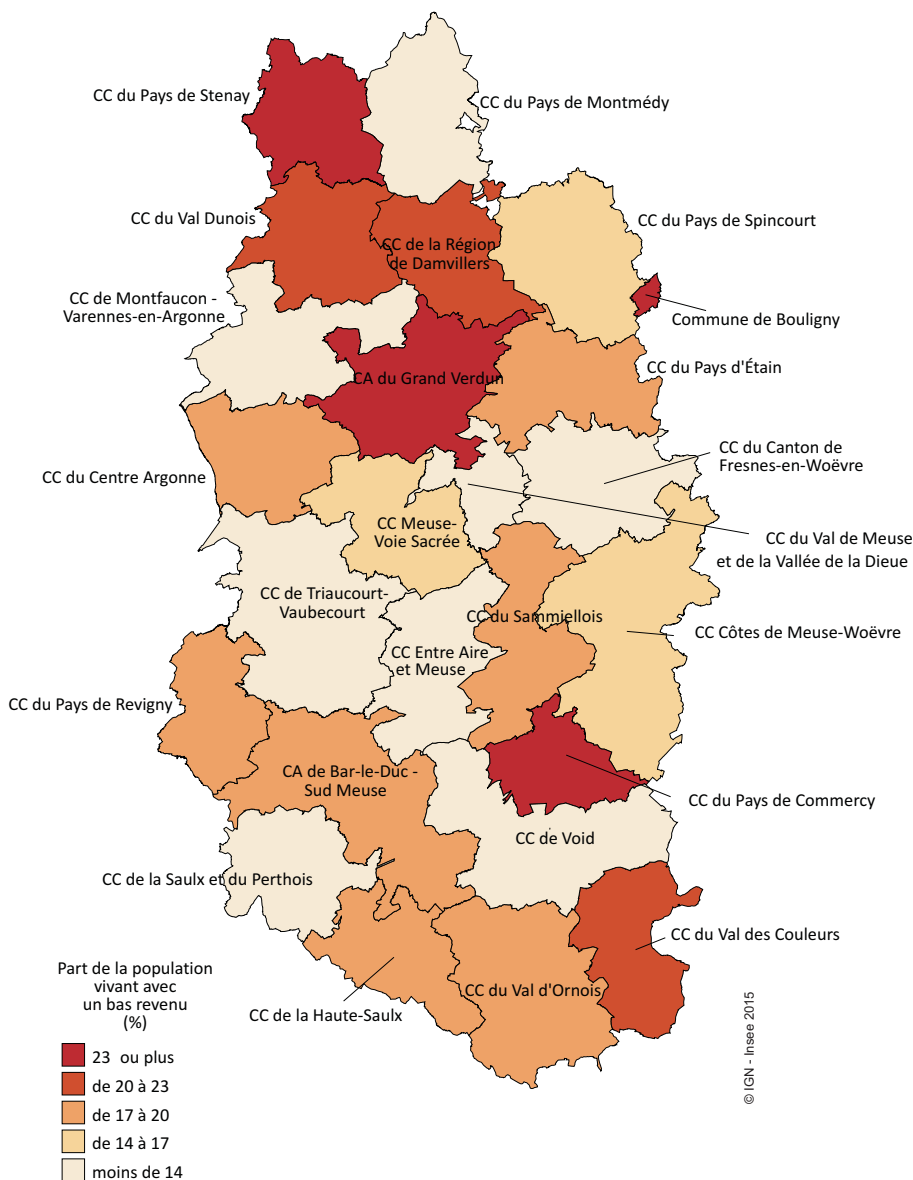 CC du Pays de Stenay
CC du Pays de Montmédy
CC du Val Dunois
CC de la Région
de Damvillers
CC du Pays de Spincourt
CC de Montfaucon -
Varennes-en-Argonne
Commune de Bouligny
CA du Grand Verdun
CC du Pays d'Étain
CC du Centre Argonne
CC du Canton de
Fresnes-en-Woëvre
CC Meuse-
Voie Sacrée
CC du Val de Meuse
et de la Vallée de la Dieue
CC de Triaucourt-
Vaubecourt
CC du Sammiellois
CC Côtes de Meuse-Woëvre
CC Entre Aire
et Meuse
CC du Pays de Revigny
CA de Bar-le-Duc -
Sud Meuse
CC du Pays de Commercy
CC de Void
CC de la Saulx et du Perthois
CC du Val des Couleurs
CC du Val d'Ornois
CC de la Haute-Saulx
Part de la population
vivant avec
un bas revenu
(%)
23 ou plus
de 20 à 23
de 17 à 20
de 14 à 17
moins de 14
© IGN - Insee 2015